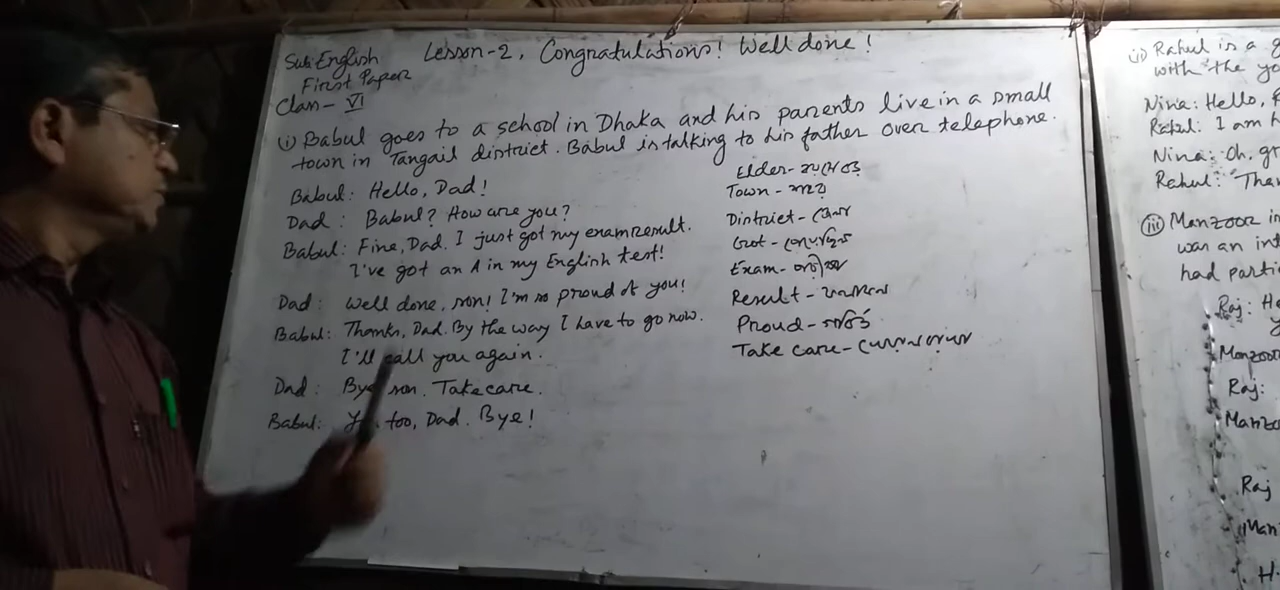 Sub: English Lesson-2, Congratulations! Well done!
First Paper
Class- VI
(i) Babul goes to a school in Dhaka and his parents live in a small
town in Tangail district. Babul is talking to his father over telephone.
Babul: Hello, Dad!
Dad: Babul? How are you?
Babul: Fine, Dad. I just got my exam result.
I've got an A in my English test!
Dad: Well done, son! I'm so proud of you!
Babul: Thanks, Dad. By the way I have to go now.
I'll call you again.
Dad: Bye son. Take care.
Babul: too, Dad. Bye!
Elder-
Town - শহর
District - জেলা
Got -
Exam-
Result - ফলাফল
Proud - গর্বিত
Take care -
(ii) Rahul is a
with the
Nina: Hello,
Rahul: I am
Nina: Oh,
Rahul:
(iii) Manzoor
was an
had
Raj:
Raj:
Raj